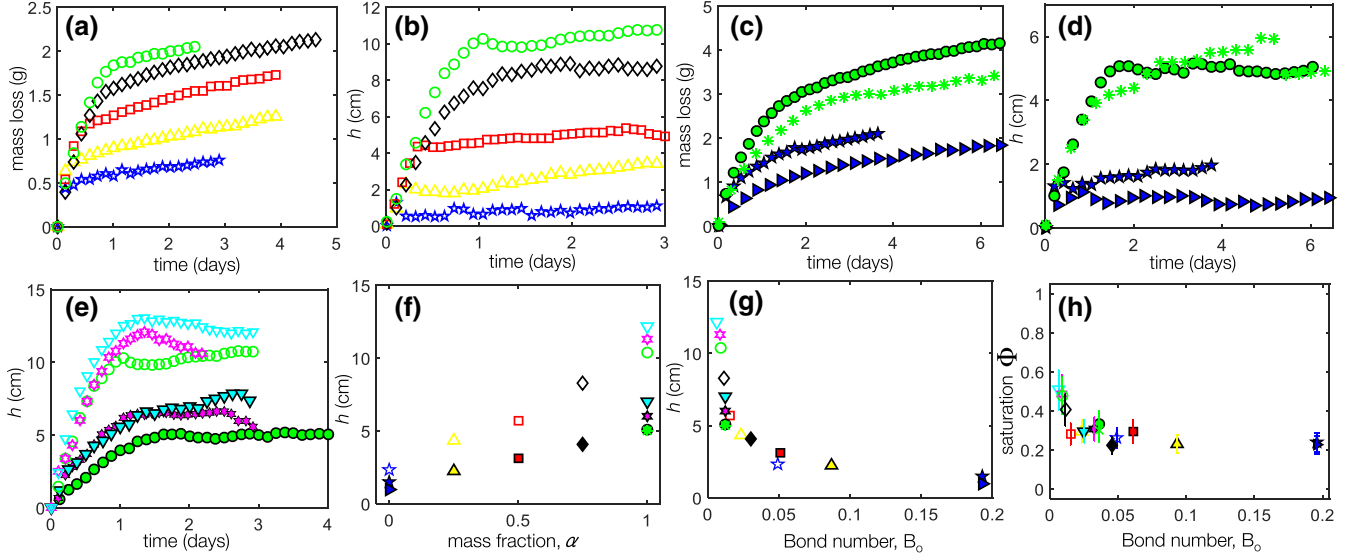 (a)
mass loss (g)
2.5
2
1.5
1
0.5
0
0 1 2 3 4 5
time (days)
(b)
h (cm)
12
10
8
6
4
2
0
0 1 2 3
time (days)
(c)
mass loss (g)
5
4
3
2
1
0
0 2 4 6
time (days)
(d)
h (cm)
6
4
2
0
0 2 4 6
time (days)
(e)
h (cm)
15
10
5
0
0 1 2 3 4
time (days)
(f)
h (cm)
15
10
5
0
0 0.5 1
mass fraction, α
(g)
h (cm)
15
10
5
0
0 0.05 0.1 0.15 0.2
Bond number, Bₒ
(h)
saturation Φ
1
0.8
0.6
0.4
0.2
0
0 0.05 0.1 0.15 0.2
Bond number, Bₒ